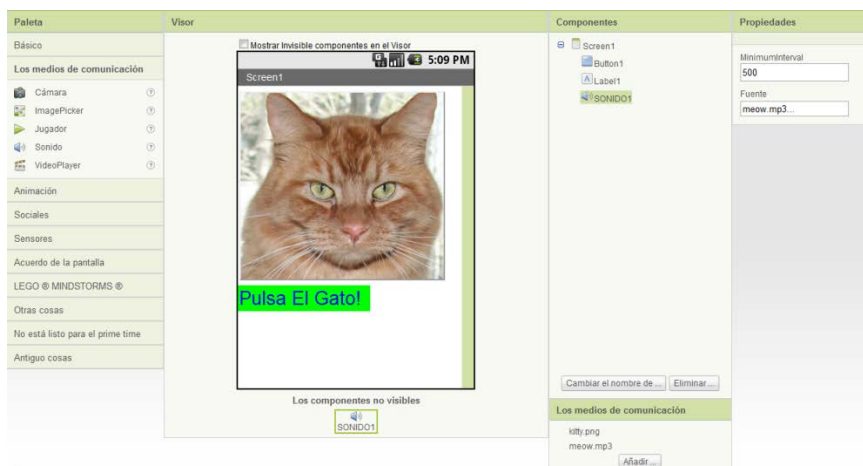 Paleta
Básico
Los medios de comunicación
Cámara
ImagePicker
Jugador
Sonido
VideoPlayer
Animación
Sociales
Sensores
Acuerdo de la pantalla
LEGO ® MINDSTORMS ®
Otras cosas
No está listo para el prime time
Antiguo cosas
Visor
Mostrar Invisible componentes en el Visor
5:09 PM
Screen1
Pulsa El Gato!
Los componentes no visibles
SONIDO1
Componentes
Screen1
Button1
Label1
SONIDO1
Cambiar el nombre de ... Eliminar ...
Los medios de comunicación
kitty.png
meow.mp3
Añadir ...
Propiedades
MinimumInterval
500
Fuente
meow.mp3...